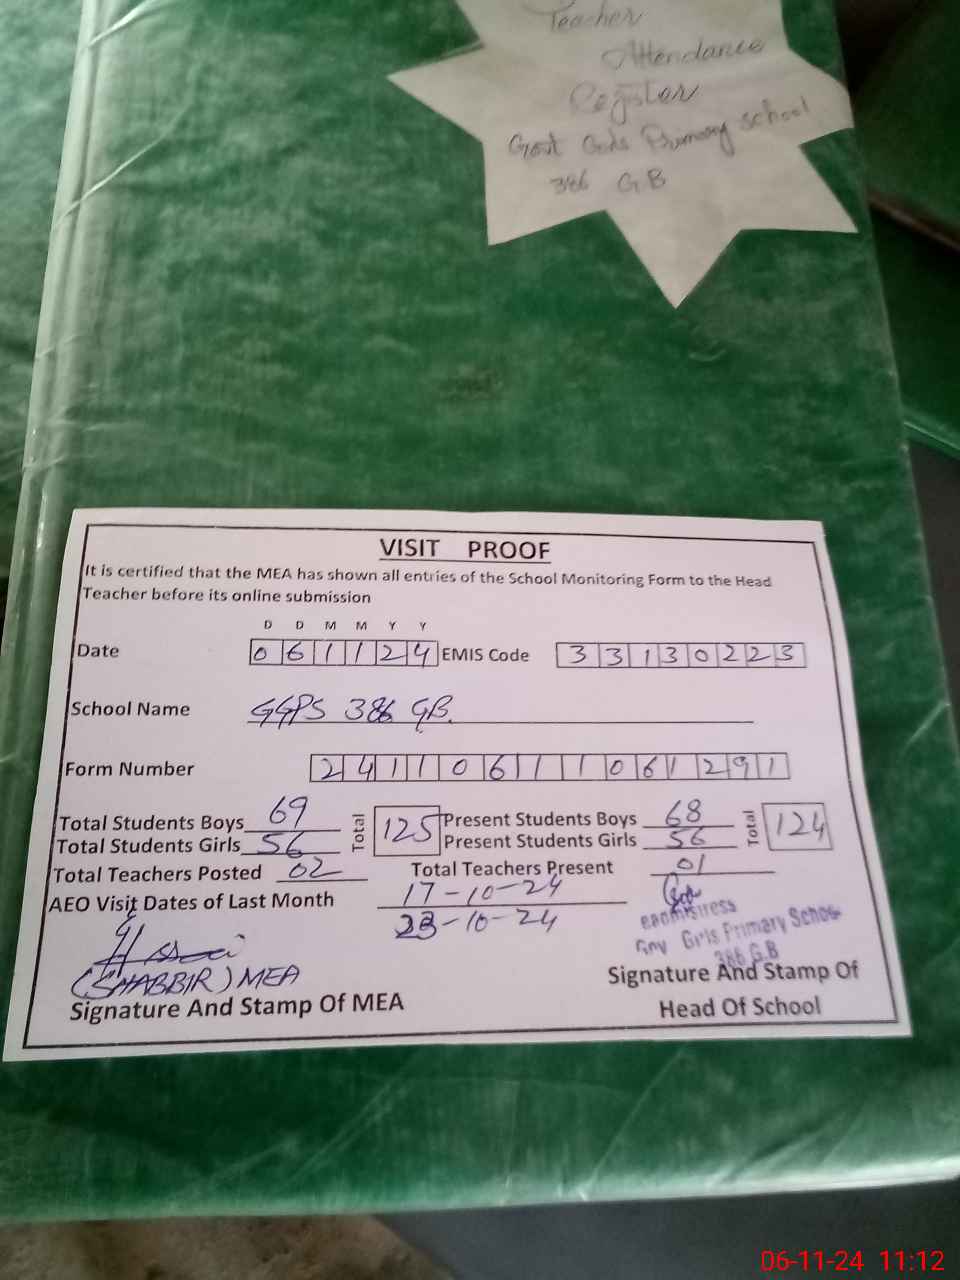 Teacher
Attendance
Register
Govt Girls Primary School
386 GB
VISIT PROOF
It is certified that the MEA has shown all entries of the School Monitoring Form to the Head
Teacher before its online submission
D D M M Y Y
Date 0 6 1 1 2 4 EMIS Code 3 3 1 3 0 2 2 3
School Name GGPS 386 GB.
Form Number 2 4 1 1 0 6 1 1 0 6 1 2 9 1
Total Students Boys 69 Total 125 Present Students Boys 68 Total 124
Total Students Girls 56 Present Students Girls 56
Total Teachers Posted 02 Total Teachers Present 01
AEO Visit Dates of Last Month 17-10-24
23-10-24
Gov Girls Primary School
386 G.B
(SHABBIR) MEA
Signature And Stamp Of MEA
Signature And Stamp Of
Head Of School
06-11-24 11:12